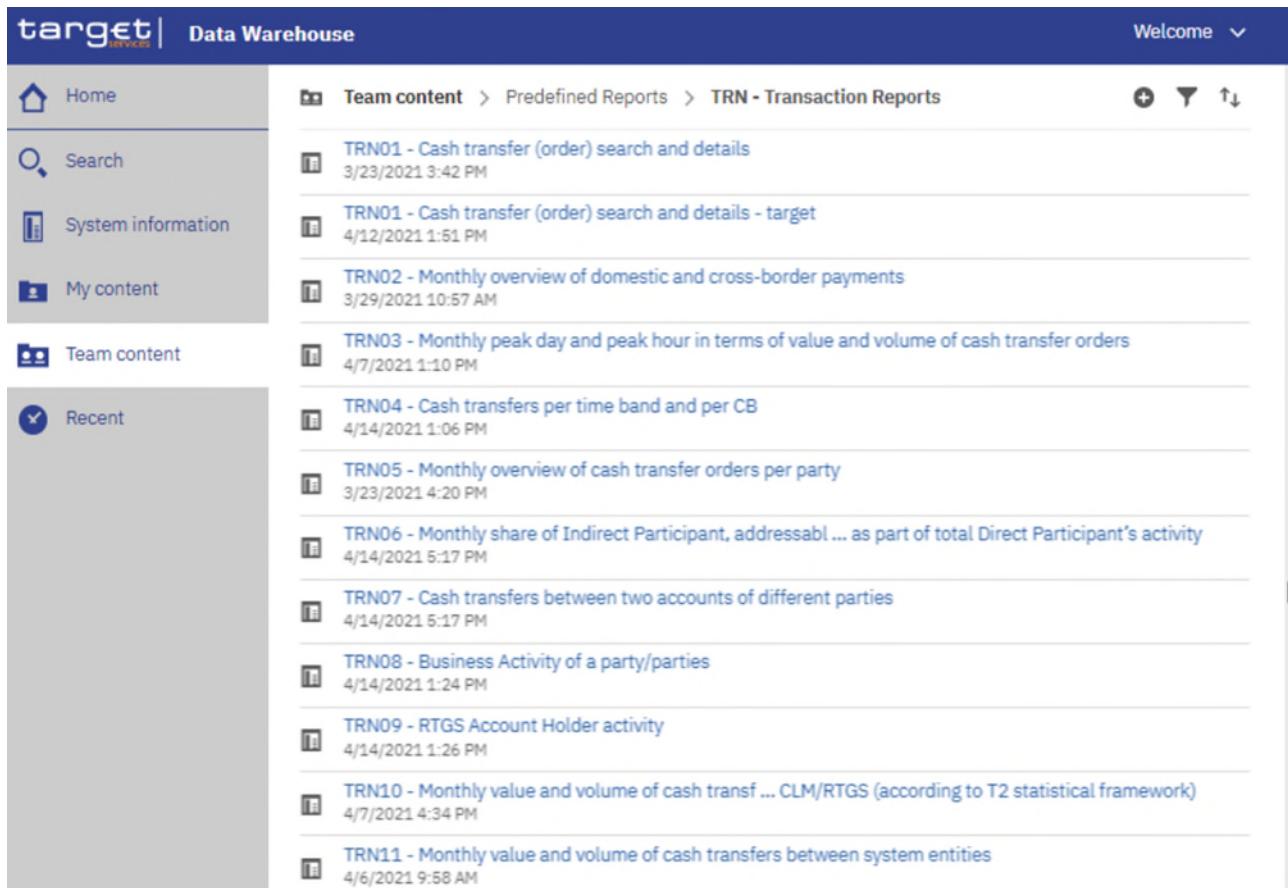 target services | Data Warehouse
Welcome
Home
Search
System information
My content
Team content
Recent
Team content > Predefined Reports > TRN - Transaction Reports
TRN01 - Cash transfer (order) search and details
3/23/2021 3:42 PM
TRN01 - Cash transfer (order) search and details - target
4/12/2021 1:51 PM
TRN02 - Monthly overview of domestic and cross-border payments
3/29/2021 10:57 AM
TRN03 - Monthly peak day and peak hour in terms of value and volume of cash transfer orders
4/7/2021 1:10 PM
TRN04 - Cash transfers per time band and per CB
4/14/2021 1:06 PM
TRN05 - Monthly overview of cash transfer orders per party
3/23/2021 4:20 PM
TRN06 - Monthly share of Indirect Participant, addressabl ... as part of total Direct Participant's activity
4/14/2021 5:17 PM
TRN07 - Cash transfers between two accounts of different parties
4/14/2021 5:17 PM
TRN08 - Business Activity of a party/parties
4/14/2021 1:24 PM
TRN09 - RTGS Account Holder activity
4/14/2021 1:26 PM
TRN10 - Monthly value and volume of cash transf ... CLM/RTGS (according to T2 statistical framework)
4/7/2021 4:34 PM
TRN11 - Monthly value and volume of cash transfers between system entities
4/6/2021 9:58 AM